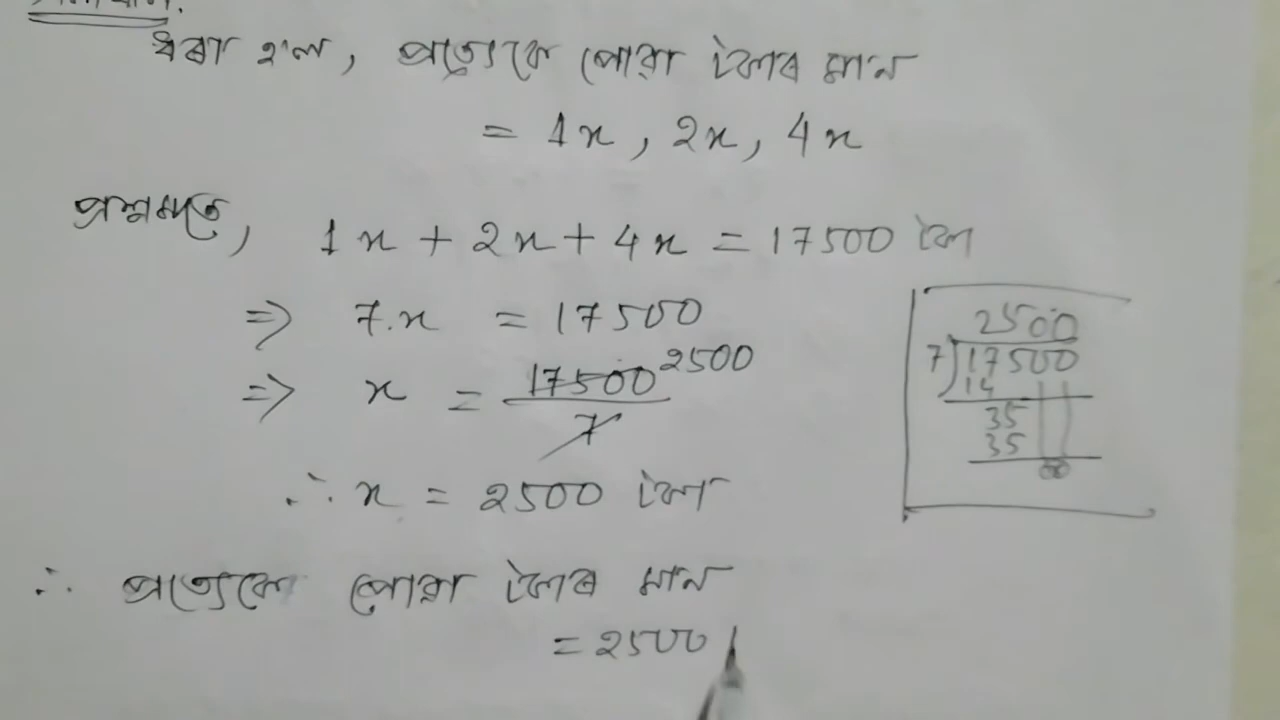 ধৰা হ'ল, প্ৰত্যেকে পোৱা টকাৰ মান
= 1x, 2x, 4x
প্ৰশ্নমতে, 1x + 2x + 4x = 17500 টকা
⇒ 7.x = 17500
⇒ x = 17500/7 2500
∴ x = 2500 টকা
∴ প্ৰত্যেকে পোৱা টকাৰ মান
= 2500
2500
7)17500
14
35
35
00